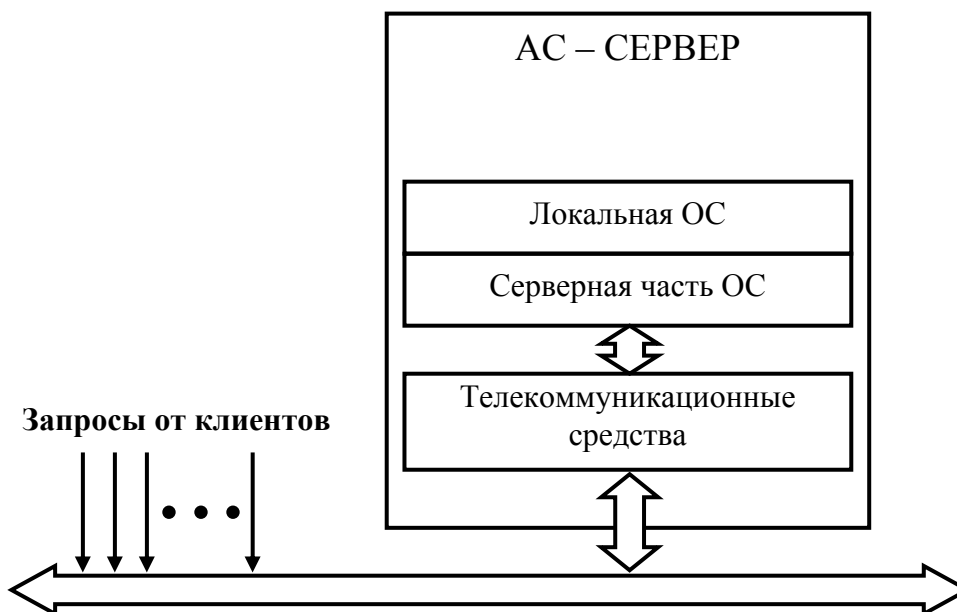 АС – СЕРВЕР
Локальная ОС
Серверная часть ОС
Телекоммуникационные
средства
Запросы от клиентов